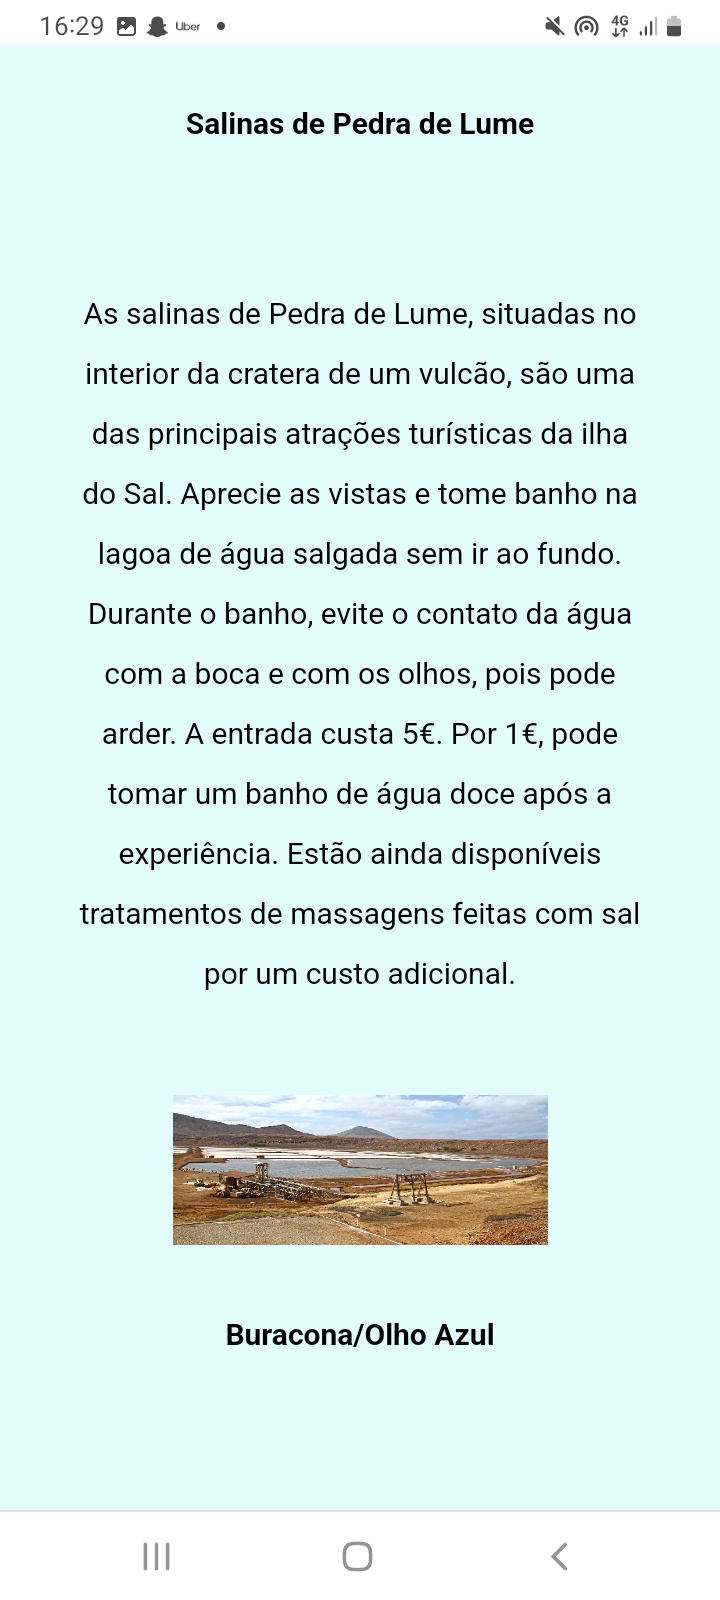 16:29
Uber
4G
Salinas de Pedra de Lume
As salinas de Pedra de Lume, situadas no
interior da cratera de um vulcão, são uma
das principais atrações turísticas da ilha
do Sal. Aprecie as vistas e tome banho na
lagoa de água salgada sem ir ao fundo.
Durante o banho, evite o contato da água
com a boca e com os olhos, pois pode
arder. A entrada custa 5€. Por 1€, pode
tomar um banho de água doce após a
experiência. Estão ainda disponíveis
tratamentos de massagens feitas com sal
por um custo adicional.
Buracona/Olho Azul